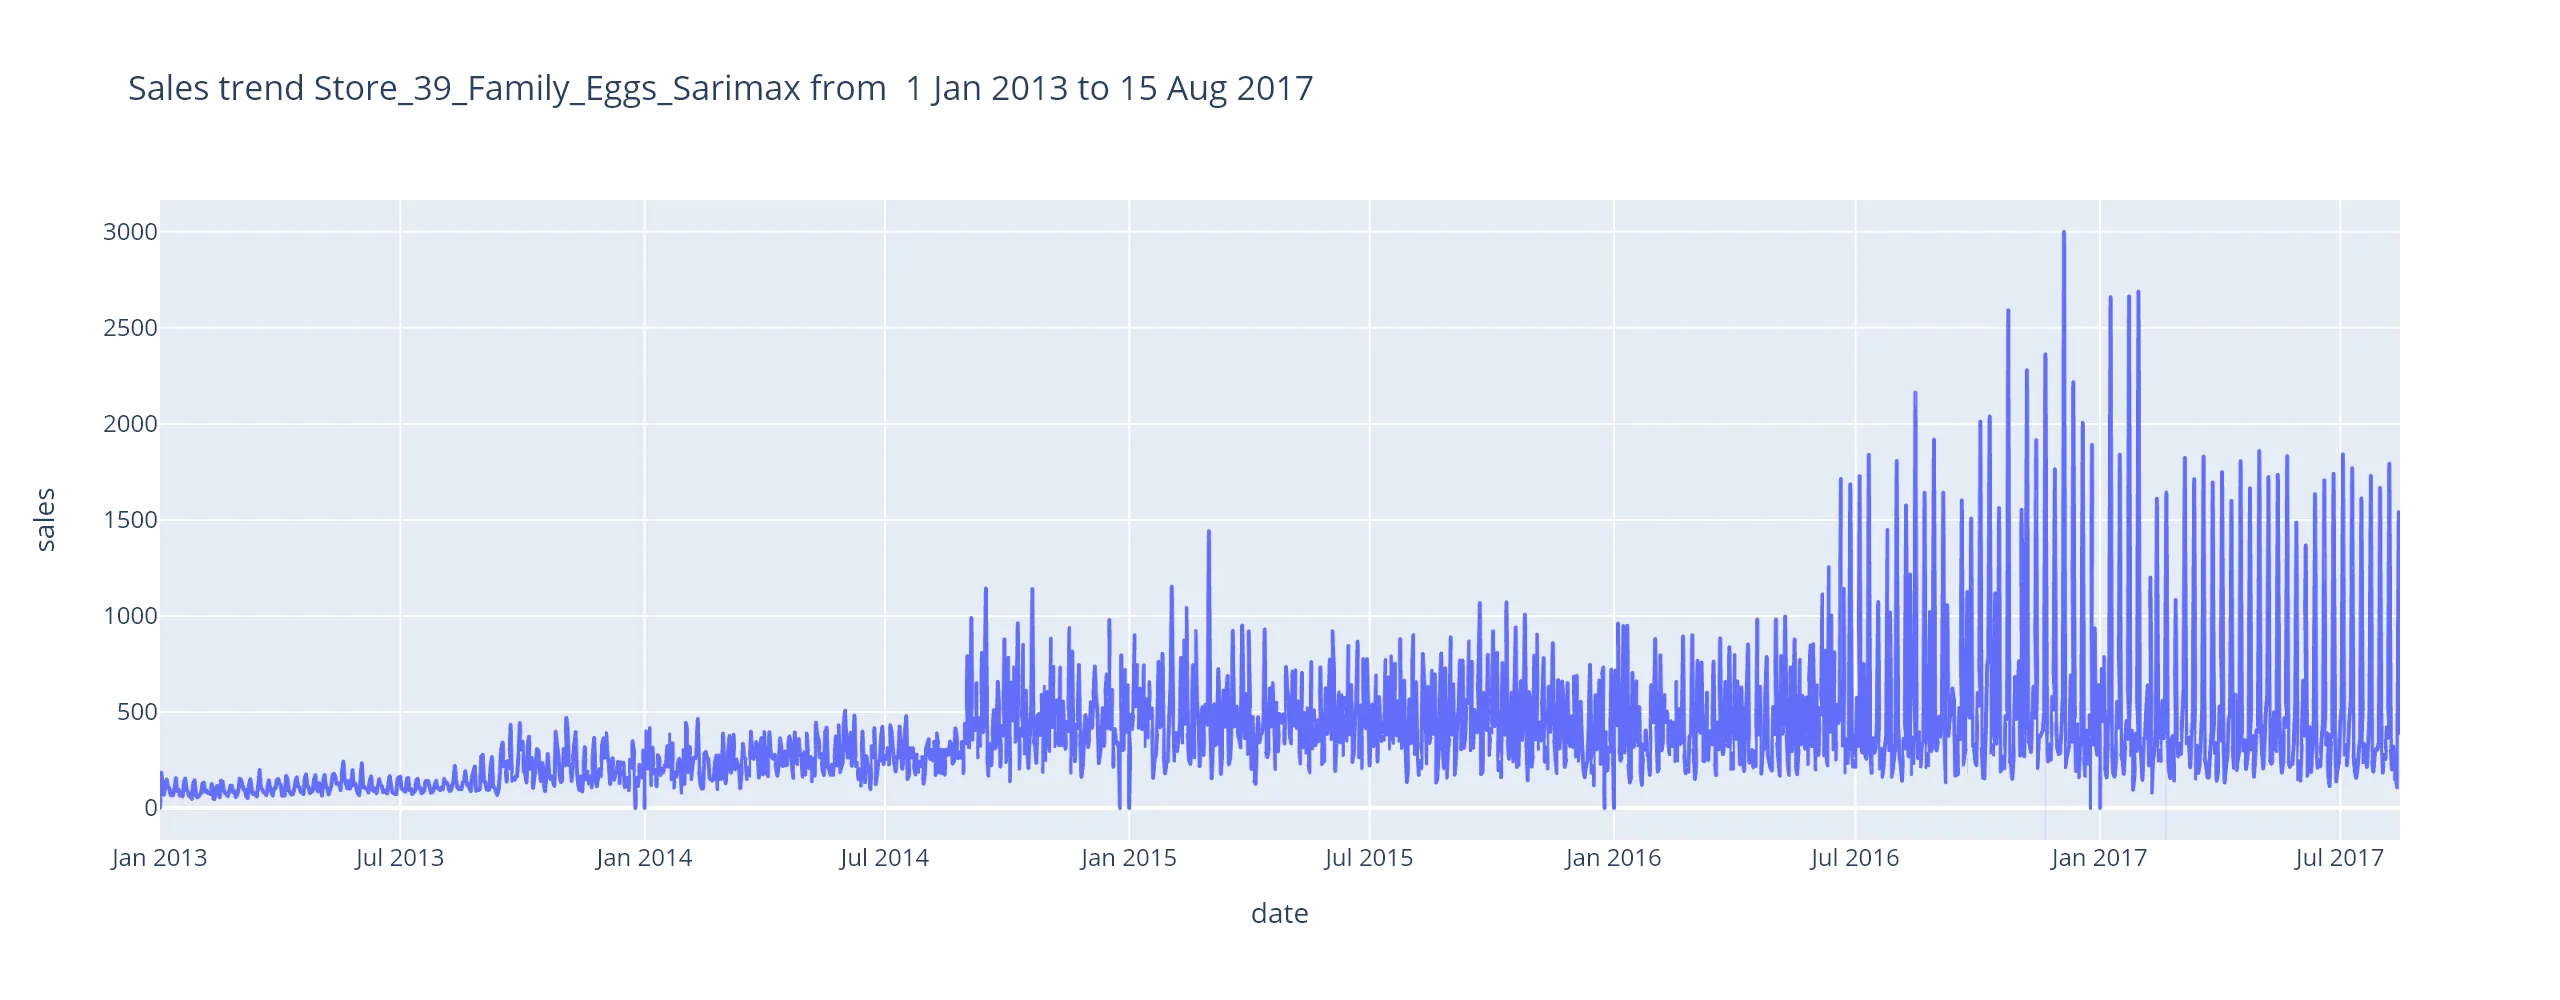 Sales trend Store_39_Family_Eggs_Sarimax from  1 Jan 2013 to 15 Aug 2017
3000
2500
2000
1500
1000
500
0
sales
Jan 2013 Jul 2013 Jan 2014 Jul 2014 Jan 2015 Jul 2015 Jan 2016 Jul 2016 Jan 2017 Jul 2017
date